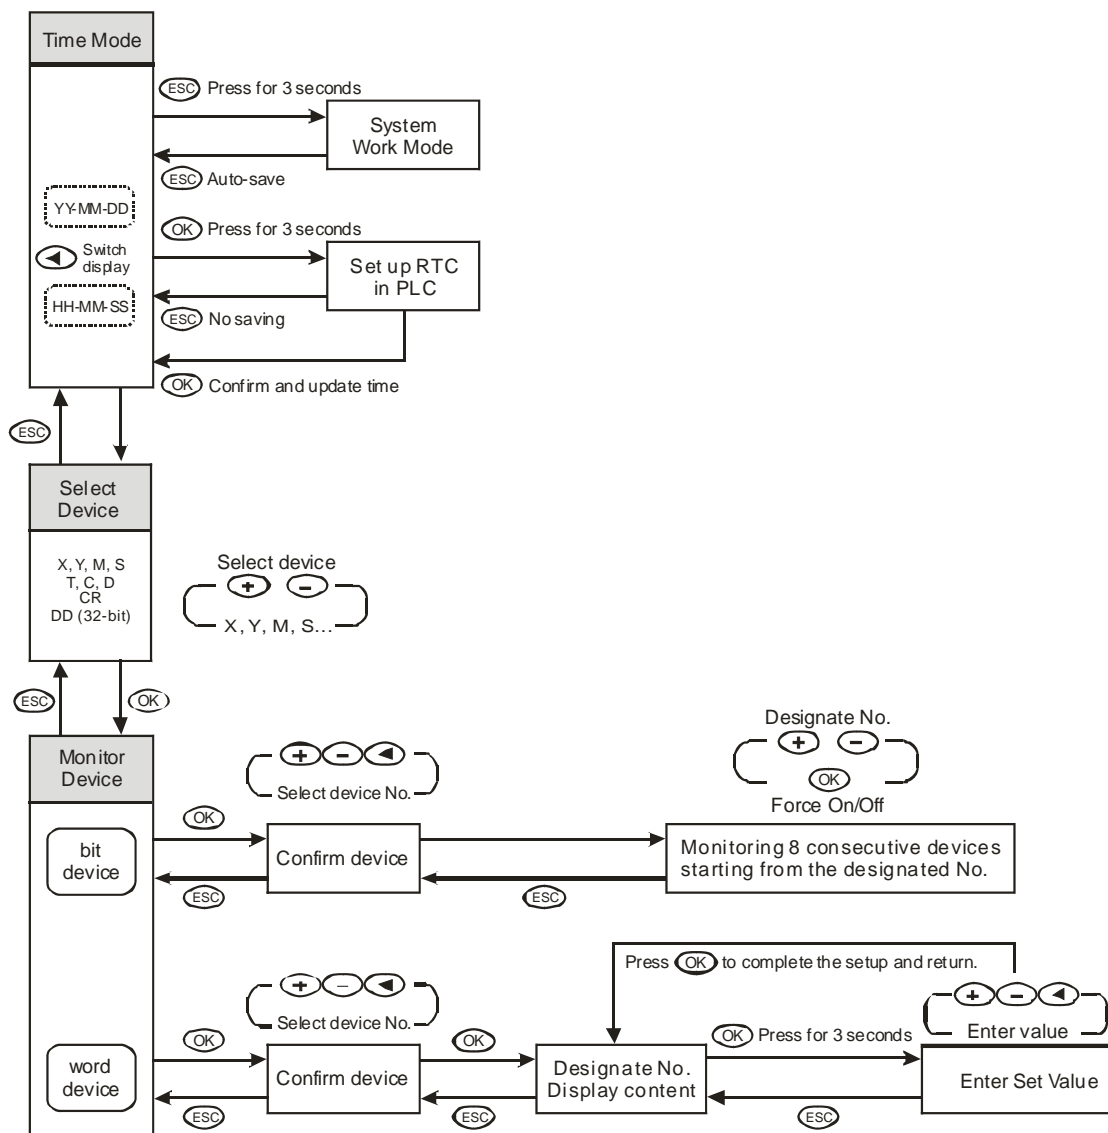 Time Mode
ESC Press for 3 seconds
System
Work Mode
ESC Auto-save
YY-MM-DD
OK Press for 3 seconds
Switch
display
Set up RTC
in PLC
HH-MM-SS
ESC No saving
OK Confirm and update time
ESC
Select
Device
X, Y, M, S
T, C, D
CR
DD (32-bit)
Select device
+ −
X, Y, M, S...
ESC
OK
Monitor
Device
+ −
Select device No.
Designate No.
+ −
OK
Force On/Off
bit
device
OK
Confirm device
Monitoring 8 consecutive devices
starting from the designated No.
ESC
ESC
Press OK to complete the setup and return.
+ −
Select device No.
+ −
Enter value
word
device
OK
Confirm device
OK
Designate No.
Display content
OK Press for 3 seconds
Enter Set Value
ESC
ESC
ESC